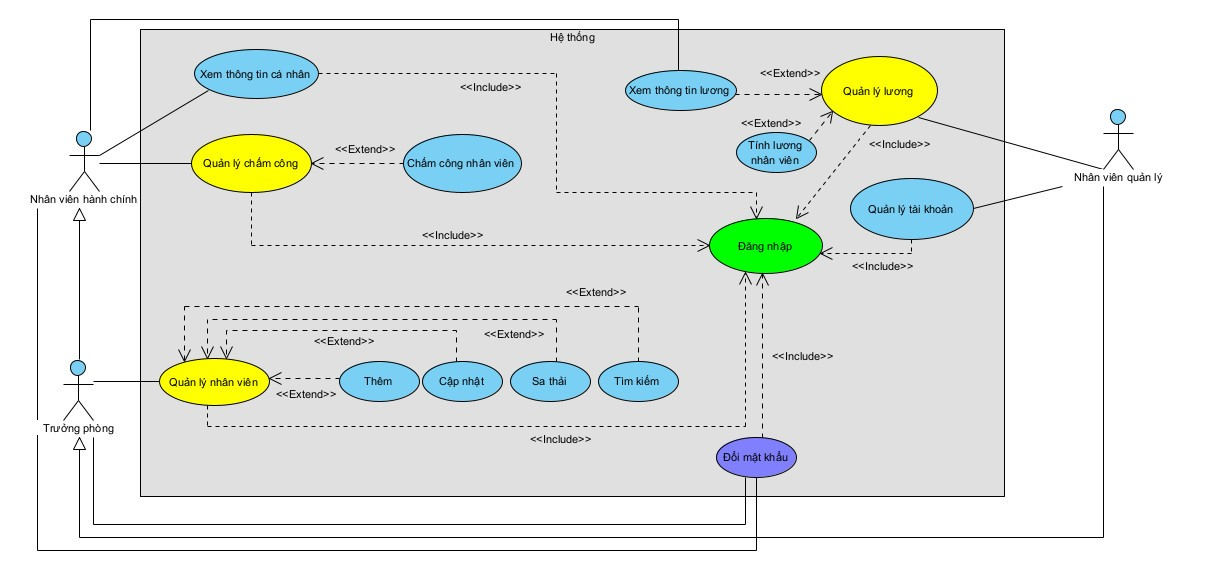 Hệ thống
Xem thông tin cá nhân
<<Include>>
Xem thông tin lương
<<Extend>>
Quản lý lương
<<Extend>>
Tính lương
nhân viên
<<Include>>
Quản lý chấm công
<<Extend>>
Chấm công nhân viên
Nhân viên hành chính
Nhân viên quản lý
Quản lý tài khoản
<<Include>>
Đăng nhập
<<Include>>
<<Extend>>
<<Extend>>
<<Extend>>
<<Include>>
Quản lý nhân viên
<<Extend>>
Thêm
Cập nhật
Sa thải
Tìm kiếm
Trưởng phòng
<<Include>>
Đổi mật khẩu